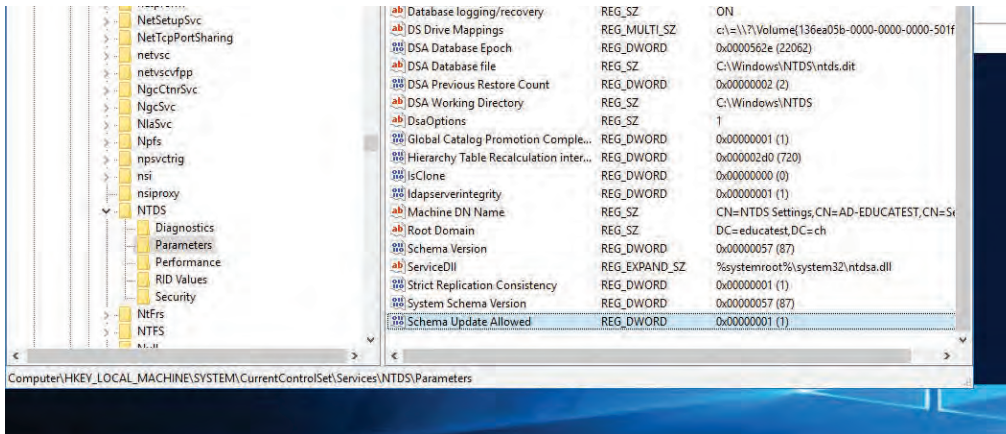 NetSetupSvc
NetTcpPortSharing
netvsc
netvscvfpp
NgcCtnrSvc
NgcSvc
NlaSvc
Npfs
npsvctrig
nsi
nsiproxy
NTDS
Diagnostics
Parameters
Performance
RID Values
Security
NtFrs
NTFS
Database logging/recovery REG_SZ ON
DS Drive Mappings REG_MULTI_SZ c:\=\\?\Volume{136ea05b-0000-0000-0000-501f
DSA Database Epoch REG_DWORD 0x0000562e (22062)
DSA Database file REG_SZ C:\Windows\NTDS\ntds.dit
DSA Previous Restore Count REG_DWORD 0x00000002 (2)
DSA Working Directory REG_SZ C:\Windows\NTDS
DsaOptions REG_SZ 1
Global Catalog Promotion Comple... REG_DWORD 0x00000001 (1)
Hierarchy Table Recalculation inter... REG_DWORD 0x000002d0 (720)
IsClone REG_DWORD 0x00000000 (0)
ldapserverintegrity REG_DWORD 0x00000001 (1)
Machine DN Name REG_SZ CN=NTDS Settings,CN=AD-EDUCATEST,CN=Se
Root Domain REG_SZ DC=educatest,DC=ch
Schema Version REG_DWORD 0x00000057 (87)
ServiceDll REG_EXPAND_SZ %systemroot%\system32\ntdsa.dll
Strict Replication Consistency REG_DWORD 0x00000001 (1)
System Schema Version REG_DWORD 0x00000057 (87)
Schema Update Allowed REG_DWORD 0x00000001 (1)
Computer\HKEY_LOCAL_MACHINE\SYSTEM\CurrentControlSet\Services\NTDS\Parameters